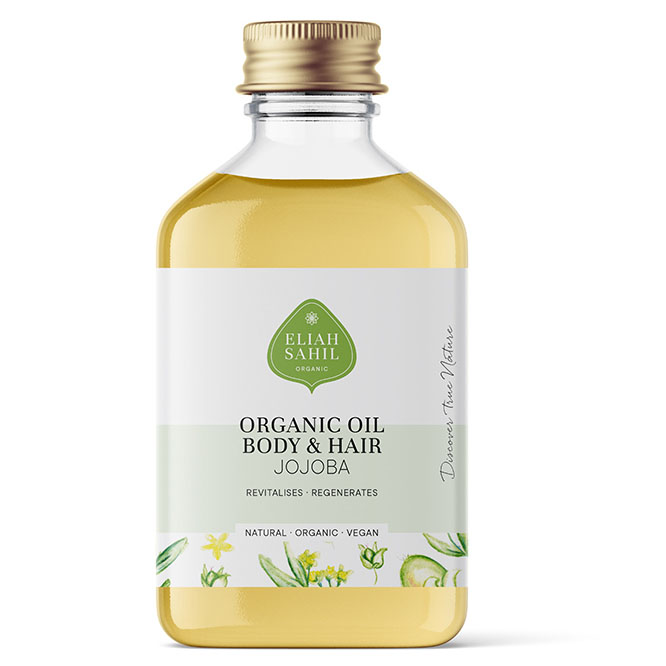 ELIAH
SAHIL
ORGANIC
ORGANIC OIL
BODY & HAIR
JOJOBA
REVITALISES · REGENERATES
NATURAL · ORGANIC · VEGAN
Discover True Nature